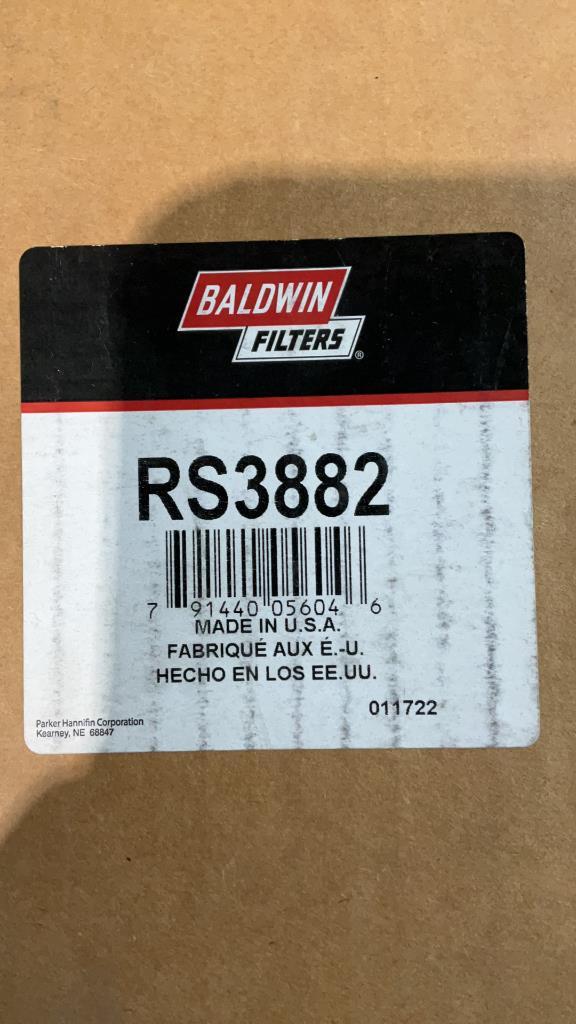 BALDWIN
FILTERS®
RS3882
7 91440 05604 6
MADE IN U.S.A.
FABRIQUÉ AUX É.-U.
HECHO EN LOS EE.UU.
011722
Parker Hannifin Corporation
Kearney, NE 68847